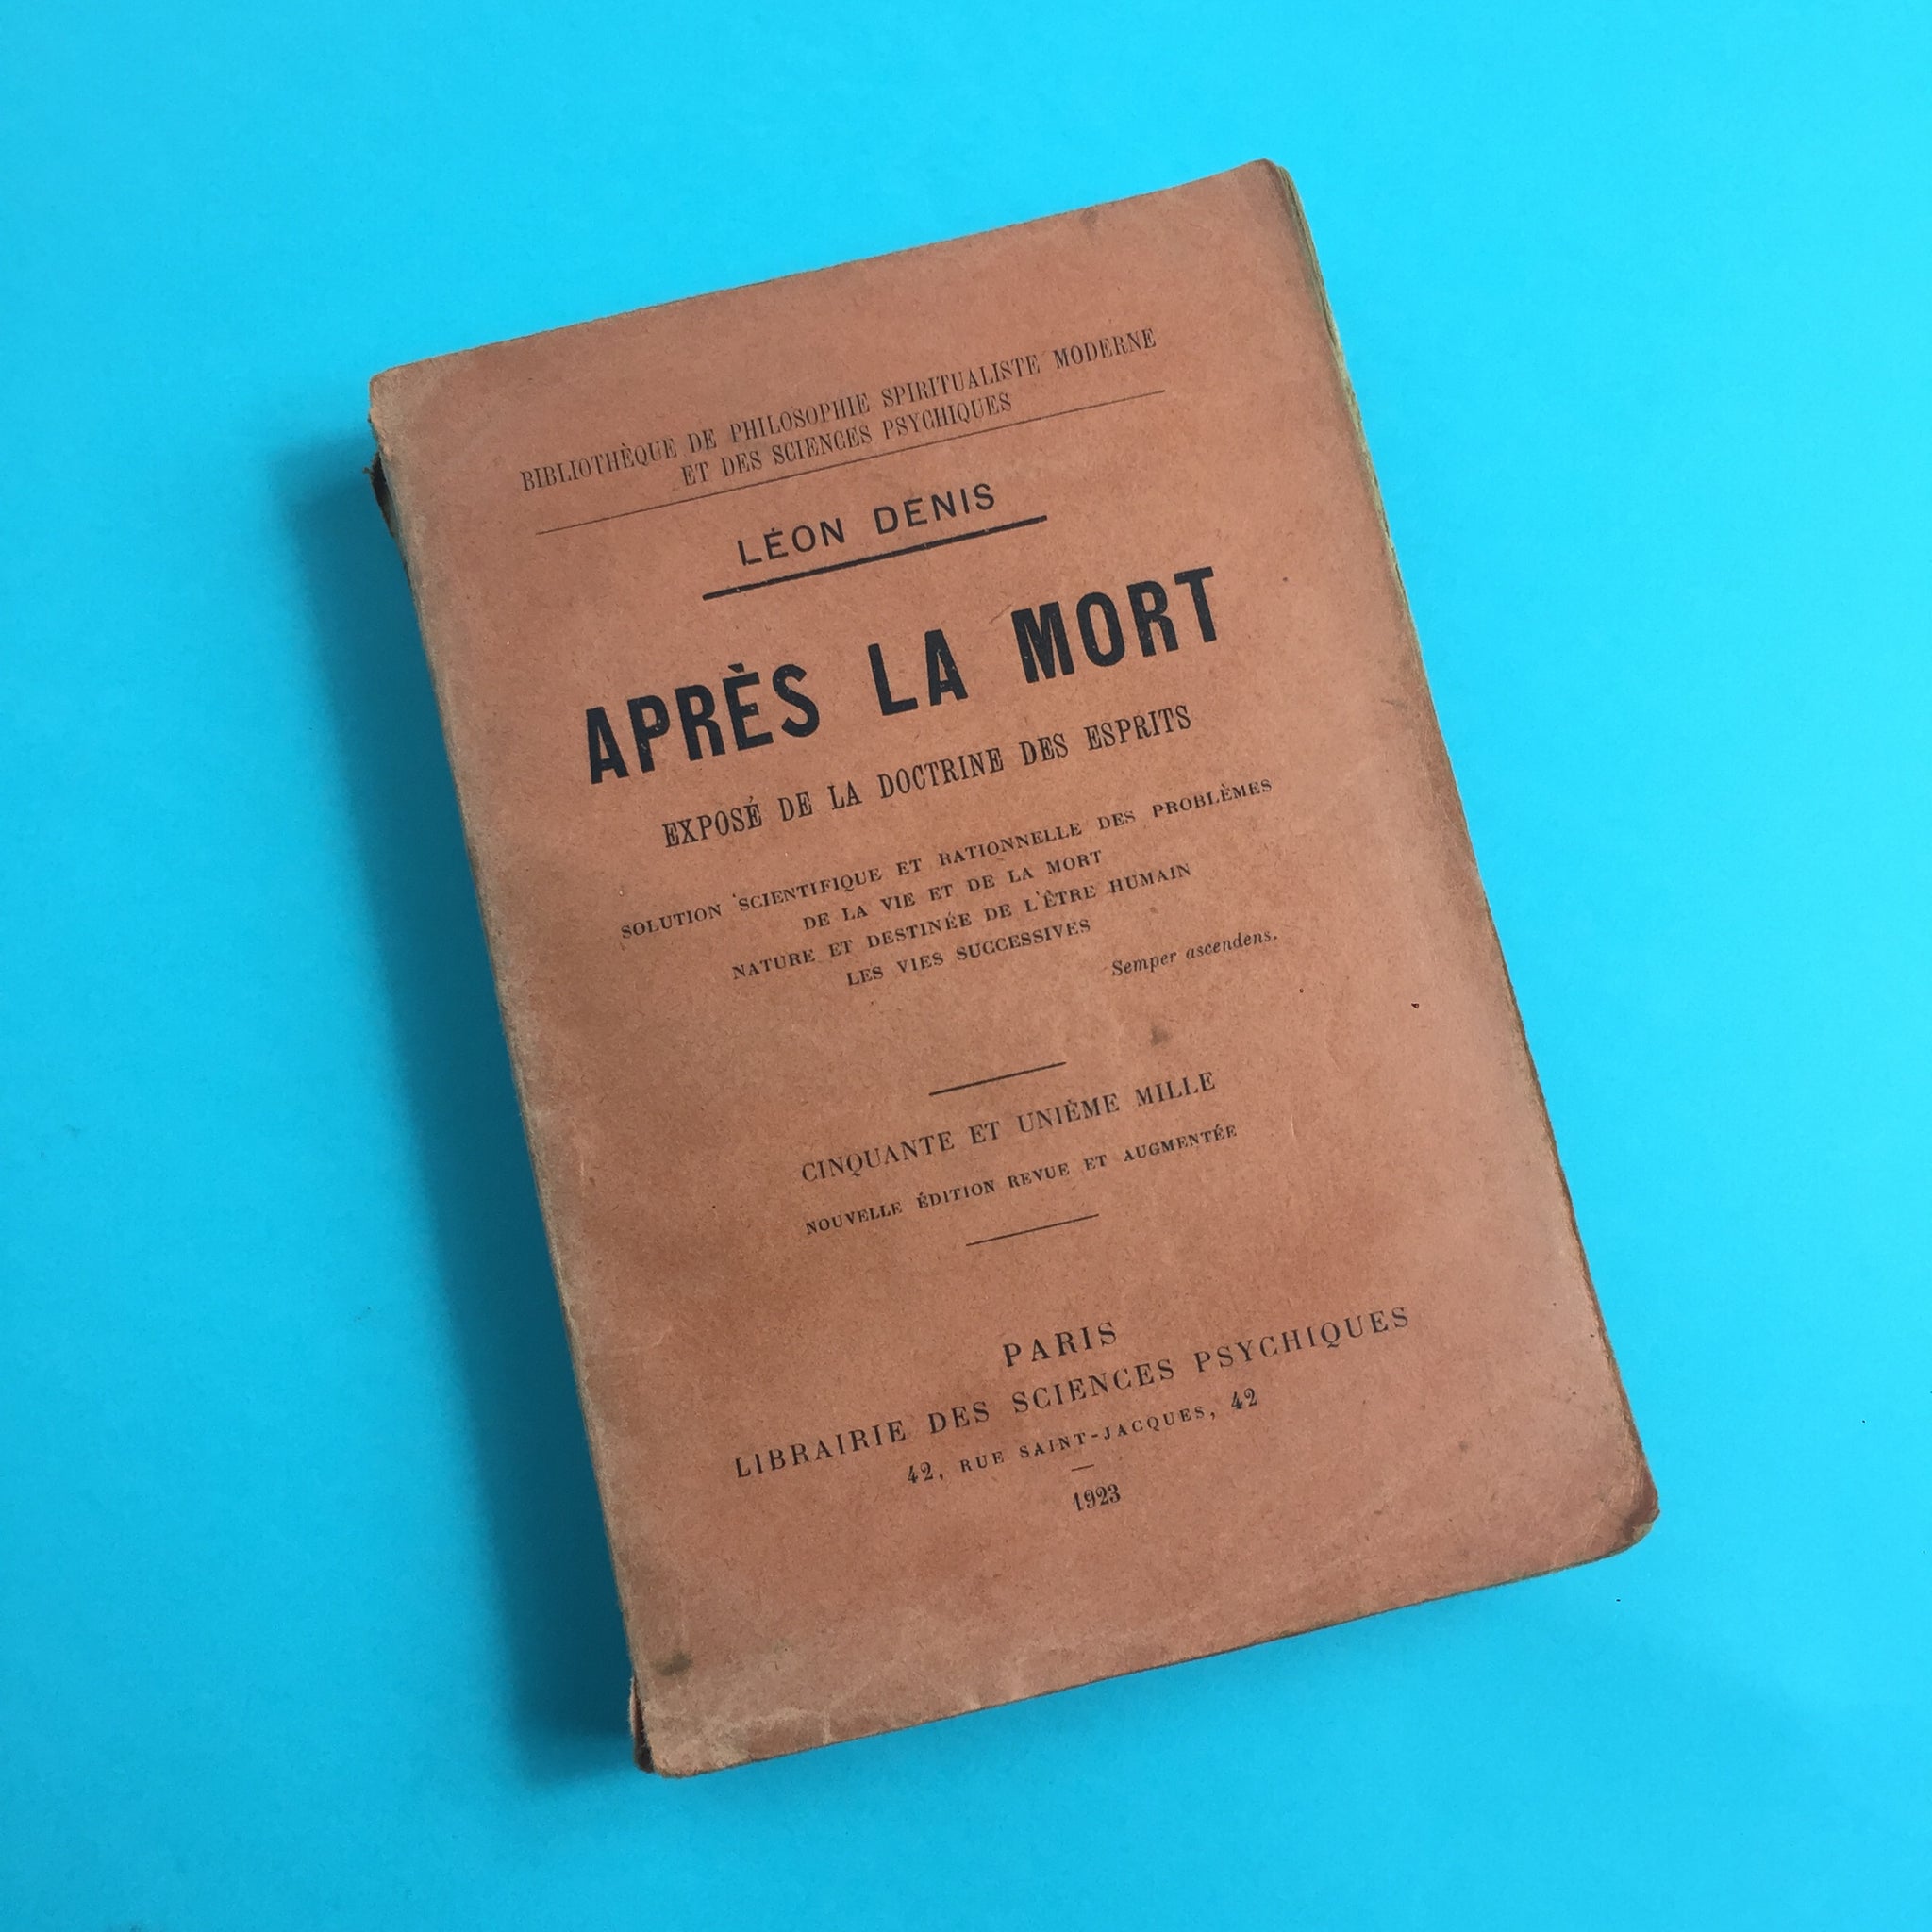 BIBLIOTHÈQUE DE PHILOSOPHIE SPIRITUALISTE MODERNE
ET DES SCIENCES PSYCHIQUES
LÉON DENIS
APRÈS LA MORT
EXPOSÉ DE LA DOCTRINE DES ESPRITS
SOLUTION SCIENTIFIQUE ET RATIONNELLE DES PROBLÈMES
DE LA VIE ET DE LA MORT
NATURE ET DESTINÉE DE L'ÊTRE HUMAIN
LES VIES SUCCESSIVES
Semper ascendens.
CINQUANTE ET UNIÈME MILLE
NOUVELLE ÉDITION REVUE ET AUGMENTÉE
PARIS
LIBRAIRIE DES SCIENCES PSYCHIQUES
42, RUE SAINT-JACQUES, 42
1923